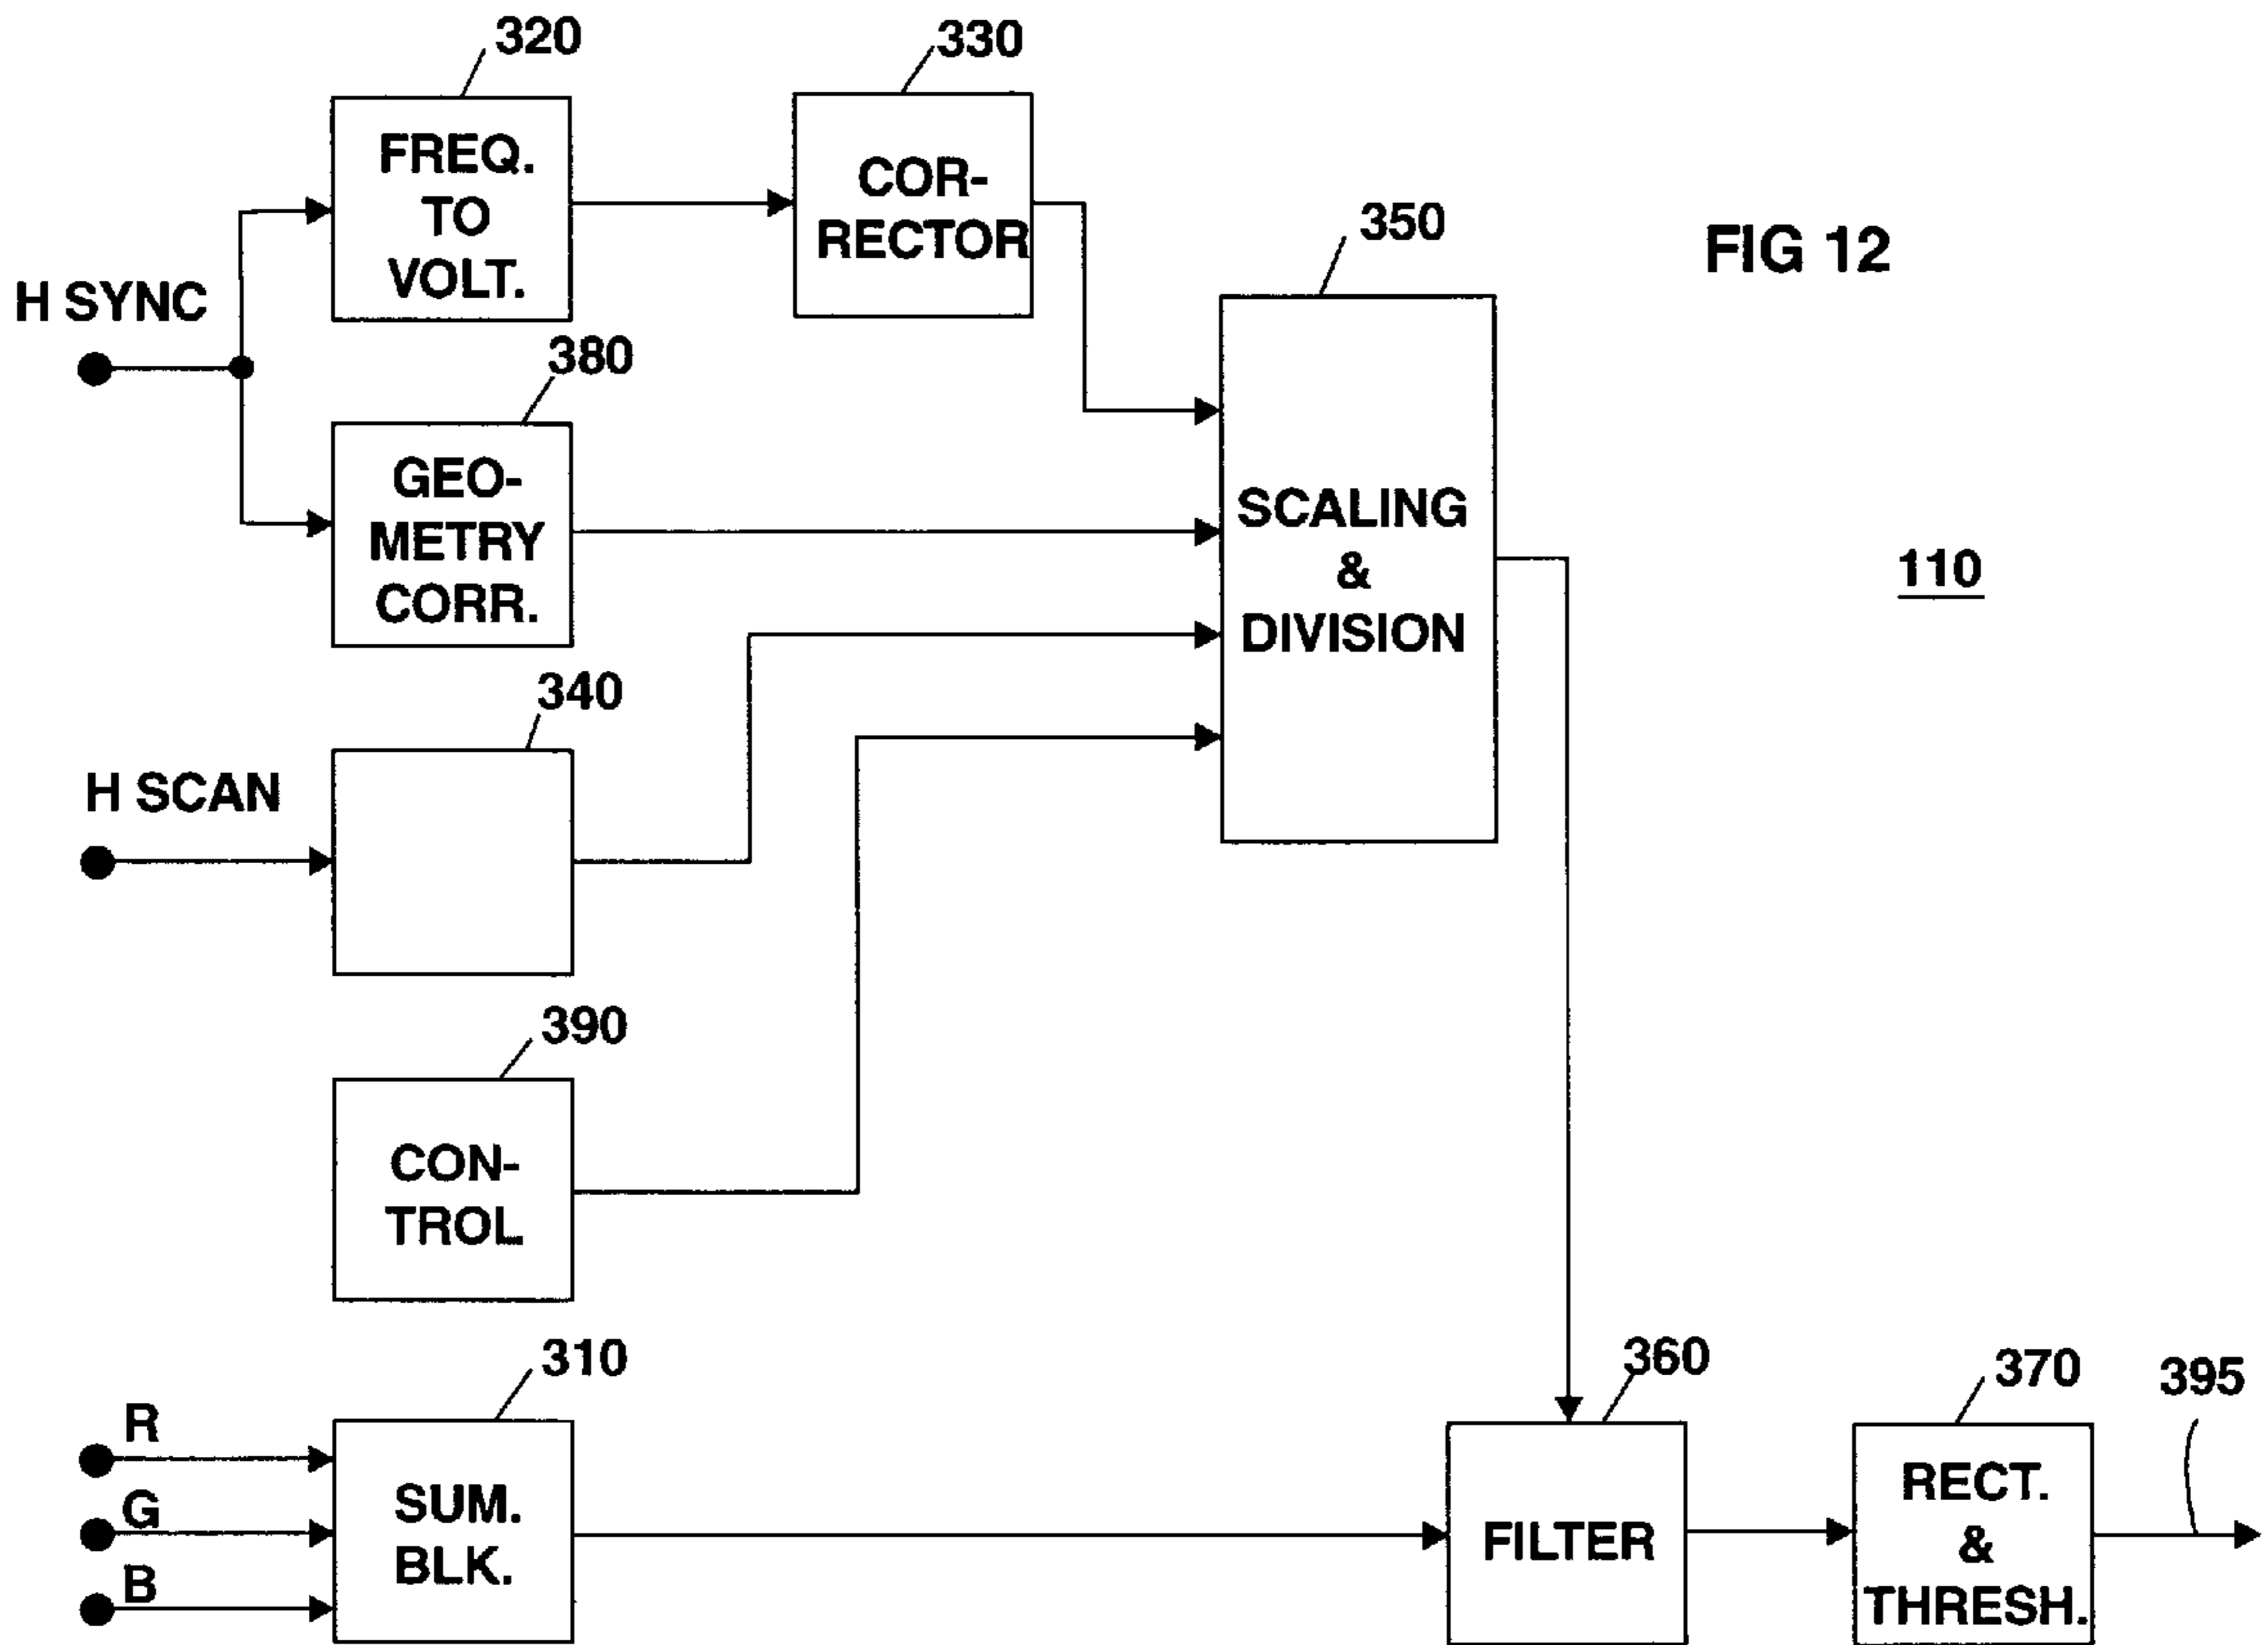 320
330
FREQ.
TO
VOLT.
COR-
RECTOR
350
FIG 12
H SYNC
380
GEO-
METRY
CORR.
SCALING
&
DIVISION
110
340
H SCAN
390
CON-
TROL
310
360
370
395
R
G
B
SUM.
BLK.
FILTER
RECT.
&
THRESH.